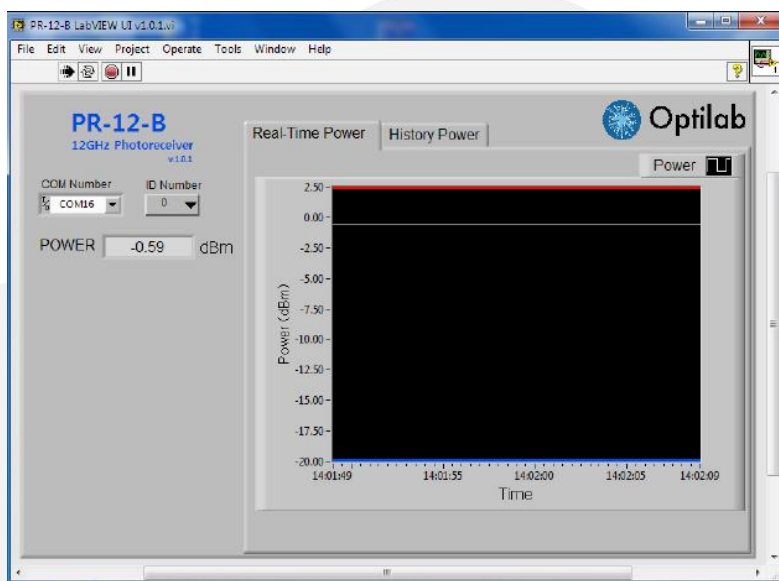 PR-12-B LabVIEW UI v1.0.1.vi
File Edit View Project Operate Tools Window Help
PR-12-B
12GHz Photoreceiver
v.1.0.1
Optilab
COM Number
ID Number
COM16
0
POWER -0.59 dBm
Real-Time Power
History Power
Power
2.50
0.00
-2.50
-5.00
-7.50
-10.00
-12.50
-15.00
-17.50
-20.00
Power (dBm)
14:01:49 14:01:55 14:02:00 14:02:05 14:02:09
Time